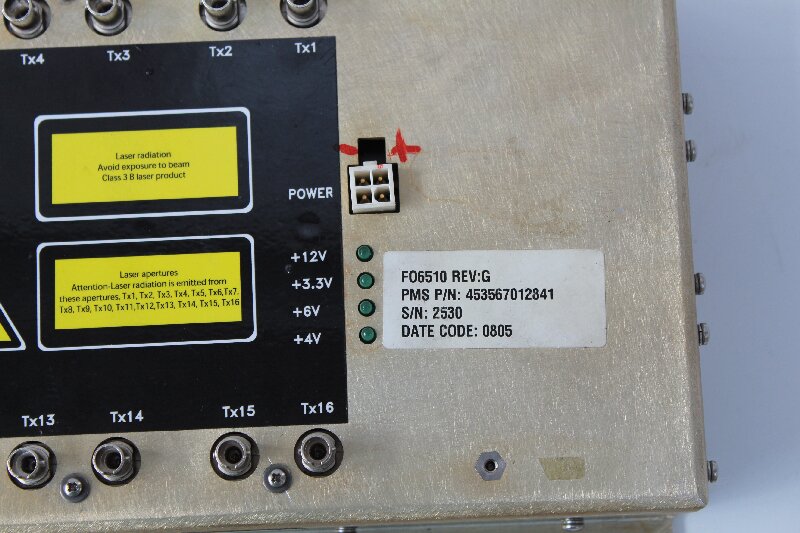 Tx4 Tx3 Tx2 Tx1
Laser radiation
Avoid exposure to beam
Class 3 B laser product
- +
POWER
Laser apertures
Attention-Laser radiation is emitted from
these apertures, Tx1, Tx2, Tx3, Tx4, Tx5, Tx6,Tx7,
Tx8, Tx9, Tx10, Tx11,Tx12,Tx13, Tx14, Tx15, Tx16
+12V
+3.3V
+6V
+4V
FO6510 REV:G
PMS P/N: 453567012841
S/N: 2530
DATE CODE: 0805
Tx13 Tx14 Tx15 Tx16